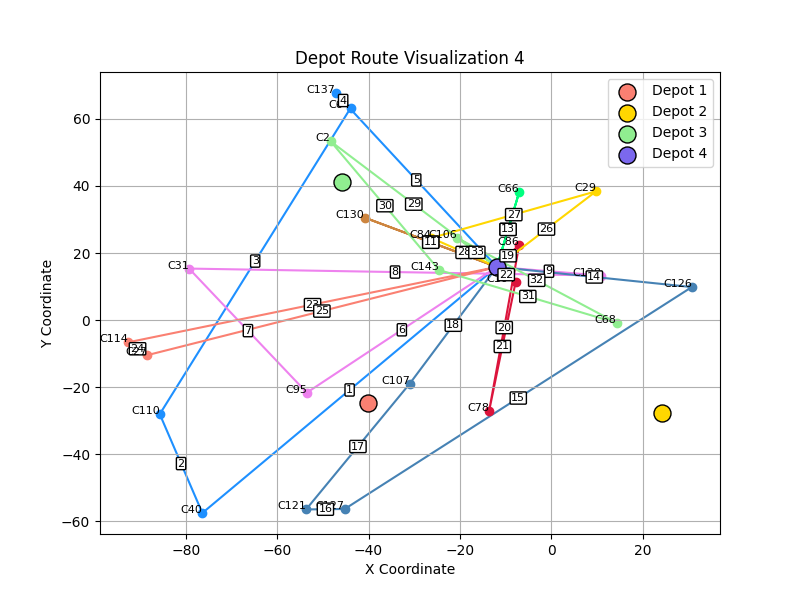 Depot Route Visualization 4
Depot 1
Depot 2
Depot 3
Depot 4
Y Coordinate
60
40
20
0
−20
−40
−60
C137
4
C2
5
C66
C29
30
29
C130
27
13
26
C84
C106
11
C86
28
33
19
3
C31
8
C143
22
9
14
32
C126
31
23
25
6
18
20
C68
7
C114
24
21
C95
1
C107
15
C78
C110
17
2
C40
C121
16
−80
−60
−40
−20
0
20
X Coordinate